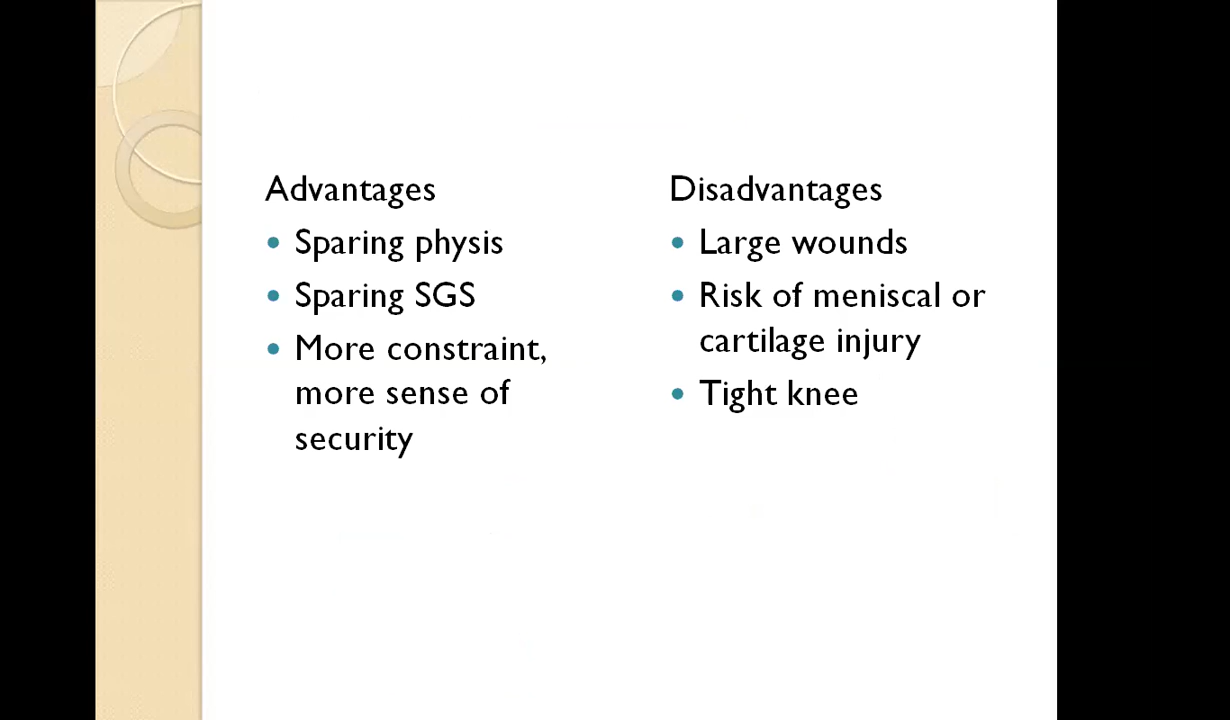 Advantages
• Sparing physis
• Sparing SGS
• More constraint,
more sense of
security
Disadvantages
• Large wounds
• Risk of meniscal or
cartilage injury
• Tight knee